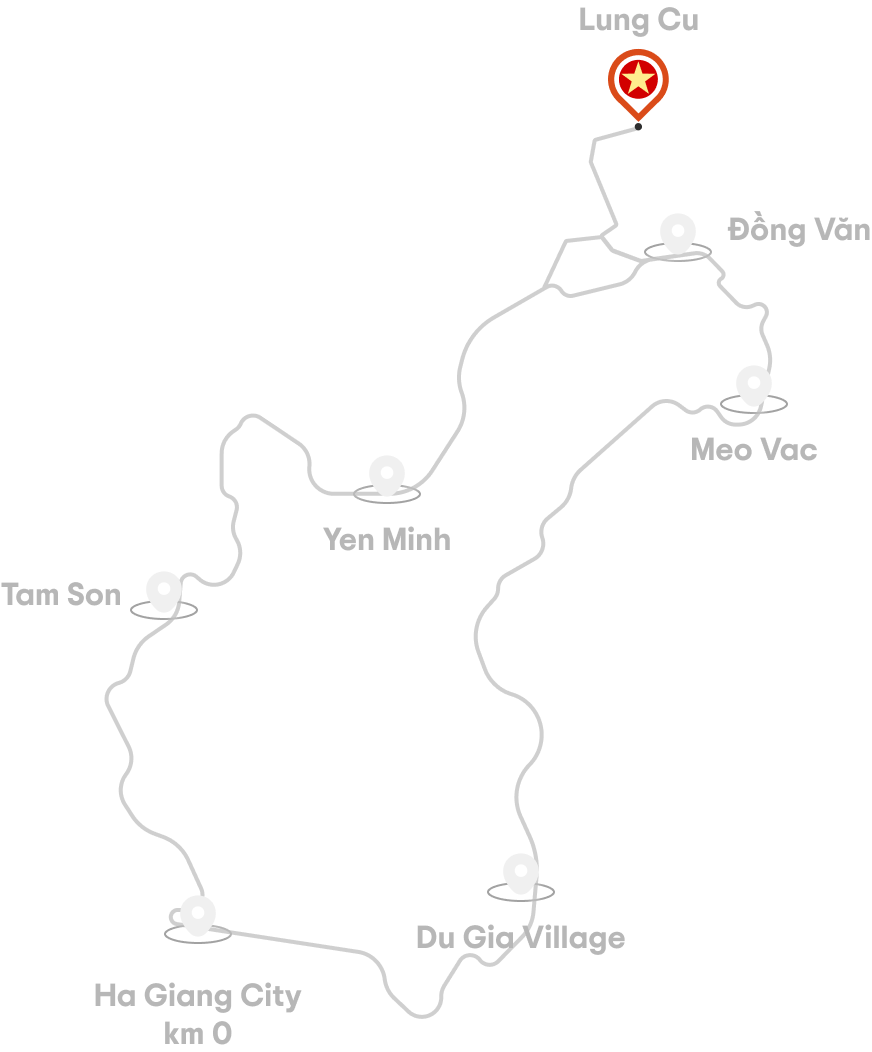 Lung Cu
Đồng Văn
Meo Vac
Yen Minh
Tam Son
Du Gia Village
Ha Giang City
km 0